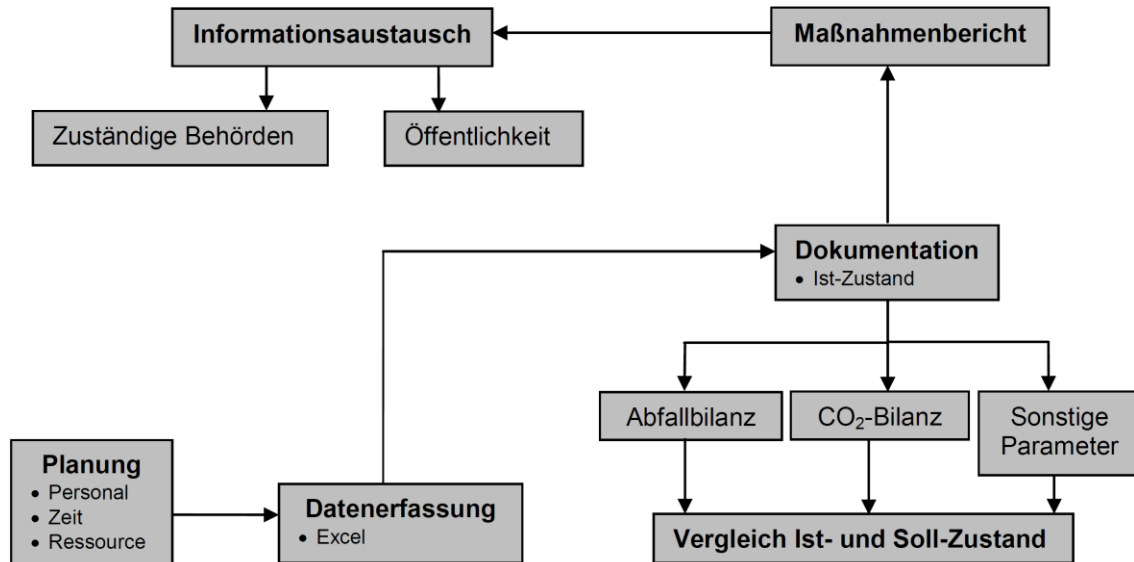 Informationsaustausch
Maßnahmenbericht
Zuständige Behörden
Öffentlichkeit
Dokumentation
• Ist-Zustand
Abfallbilanz
CO₂-Bilanz
Sonstige
Parameter
Planung
• Personal
• Zeit
• Ressource
Datenerfassung
• Excel
Vergleich Ist- und Soll-Zustand